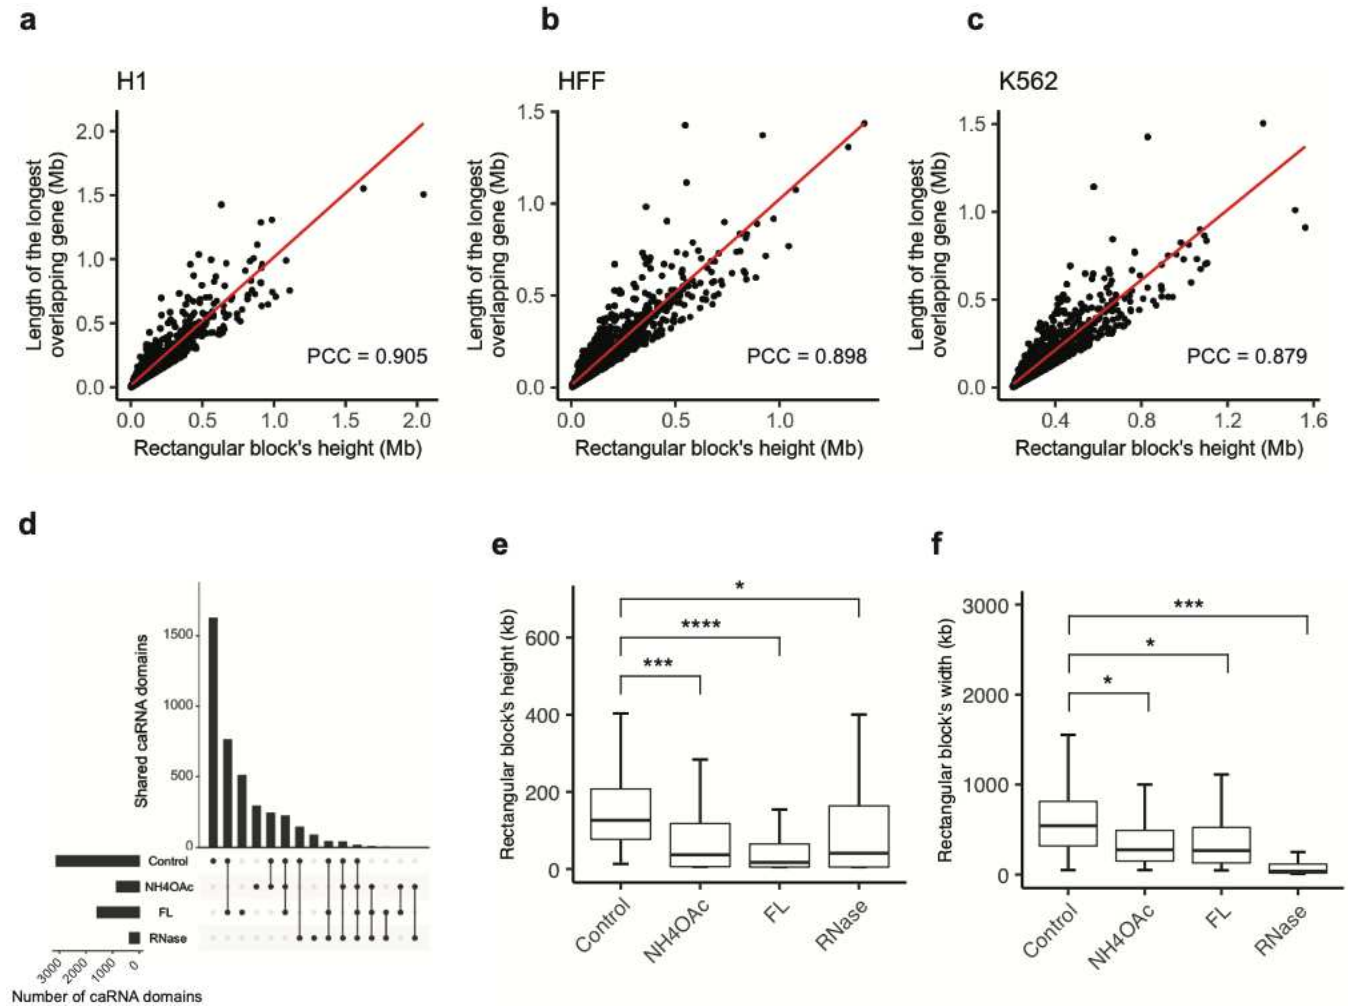 a
b
c
H1
HFF
K562
Length of the longest
overlapping gene (Mb)
2.0
1.5
1.0
0.5
0.0
PCC = 0.905
0.0 0.5 1.0 1.5 2.0
Rectangular block's height (Mb)
Length of the longest
overlapping gene (Mb)
1.5
1.0
0.5
0.0
PCC = 0.898
0.0 0.5 1.0
Rectangular block's height (Mb)
Length of the longest
overlapping gene (Mb)
1.5
1.0
0.5
0.0
PCC = 0.879
0.4 0.8 1.2 1.6
Rectangular block's height (Mb)
d
Shared caRNA domains
1500
1000
500
0
Control
NH4OAc
FL
RNase
3000 2000 1000 0
Number of caRNA domains
e
Rectangular block's height (kb)
600
400
200
0
*
****
***
Control NH4OAc FL RNase
f
Rectangular block's width (kb)
3000
2000
1000
0
***
*
*
Control NH4OAc FL RNase